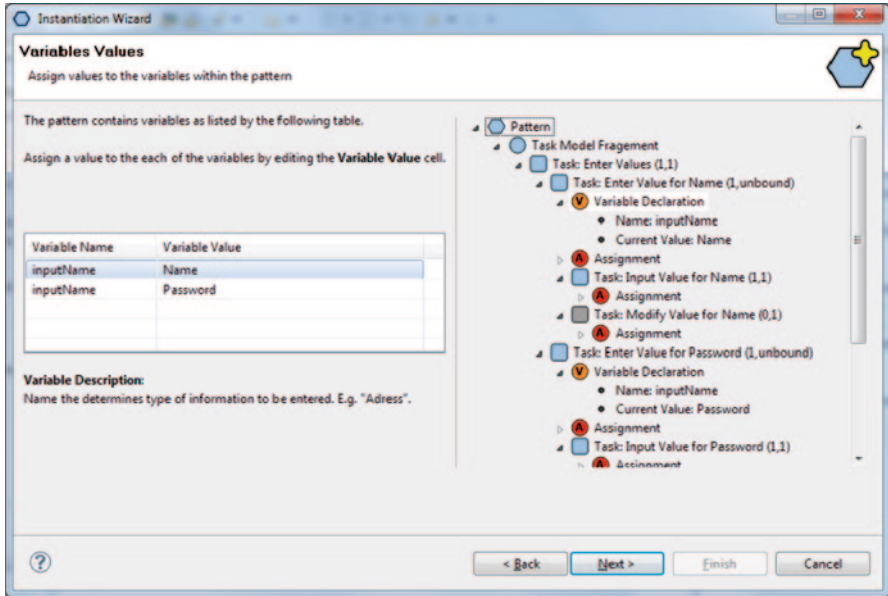 Instantiation Wizard
Variables Values
Assign values to the variables within the pattern
The pattern contains variables as listed by the following table.
Assign a value to the each of the variables by editing the Variable Value cell.
Variable Name Variable Value
inputName Name
inputName Password
Variable Description:
Name the determines type of information to be entered. E.g. "Adress".
Pattern
Task Model Fragement
Task: Enter Values (1,1)
Task: Enter Value for Name (1,unbound)
V Variable Declaration
Name: inputName
Current Value: Name
A Assignment
Task: Input Value for Name (1,1)
A Assignment
Task: Modify Value for Name (0,1)
A Assignment
Task: Enter Value for Password (1,unbound)
V Variable Declaration
Name: inputName
Current Value: Password
A Assignment
Task: Input Value for Password (1,1)
A Assignment
? < Back Next > Finish Cancel